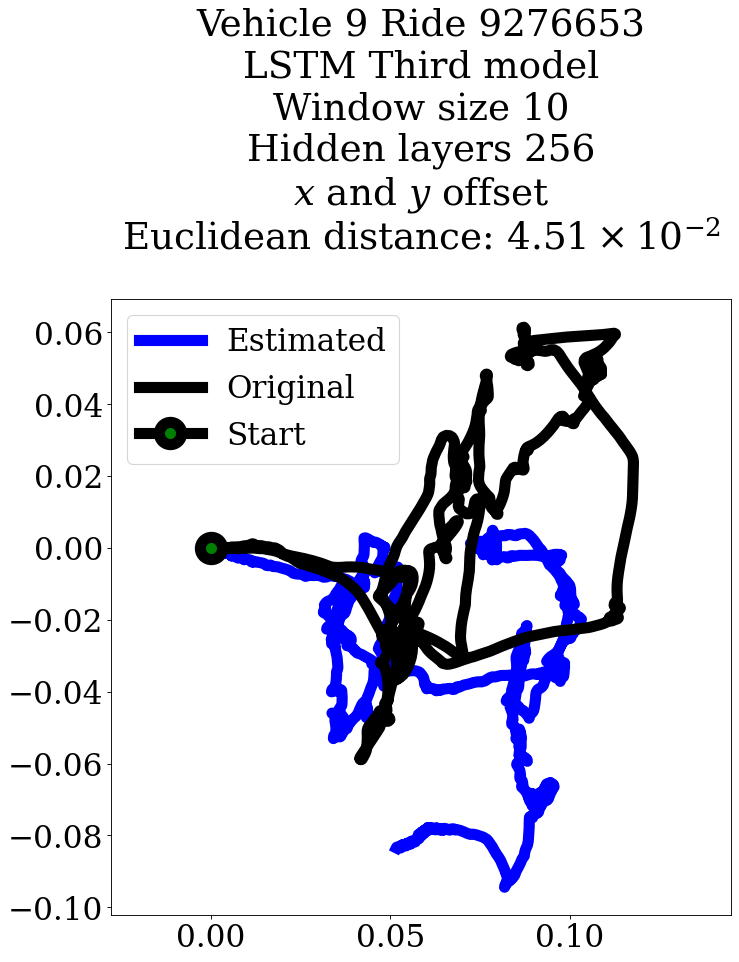 Vehicle 9 Ride 9276653
LSTM Third model
Window size 10
Hidden layers 256
x and y offset
Euclidean distance: 4.51 × 10⁻²
Estimated
Original
Start
0.06
0.04
0.02
0.00
−0.02
−0.04
−0.06
−0.08
−0.10
0.00 0.05 0.10